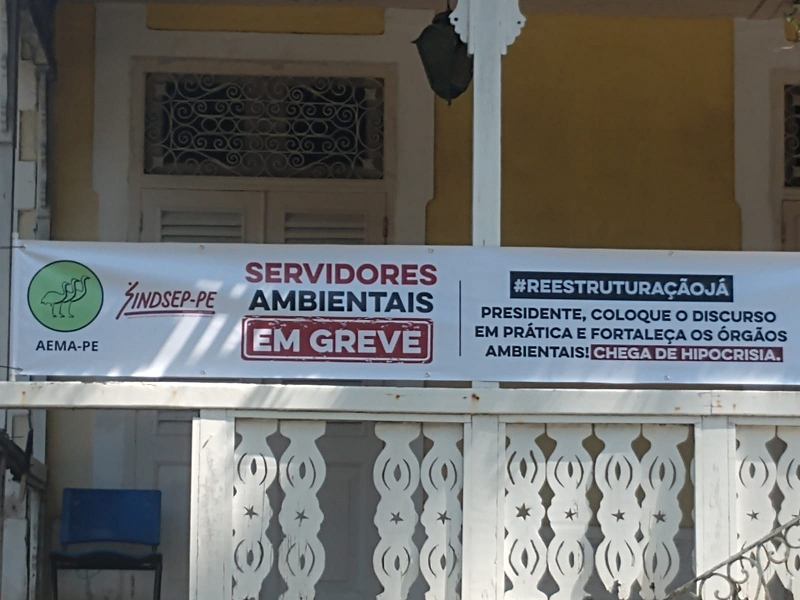 AEMA-PE
SINDSEP-PE
SERVIDORES
AMBIENTAIS
EM GREVE
#REESTRUTURAÇÃOJÁ
PRESIDENTE, COLOQUE O DISCURSO
EM PRÁTICA E FORTALEÇA OS ÓRGÃOS
AMBIENTAIS! CHEGA DE HIPOCRISIA.